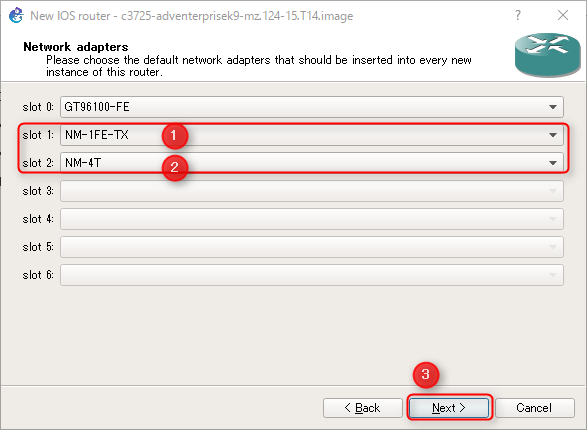 New IOS router - c3725-adventerprisek9-mz.124-15.T14.image
Network adapters
Please choose the default network adapters that should be inserted into every new
instance of this router.
slot 0: GT96100-FE
slot 1: NM-1FE-TX 1
slot 2: NM-4T 2
slot 3:
slot 4:
slot 5:
slot 6:
3
< Back Next > Cancel